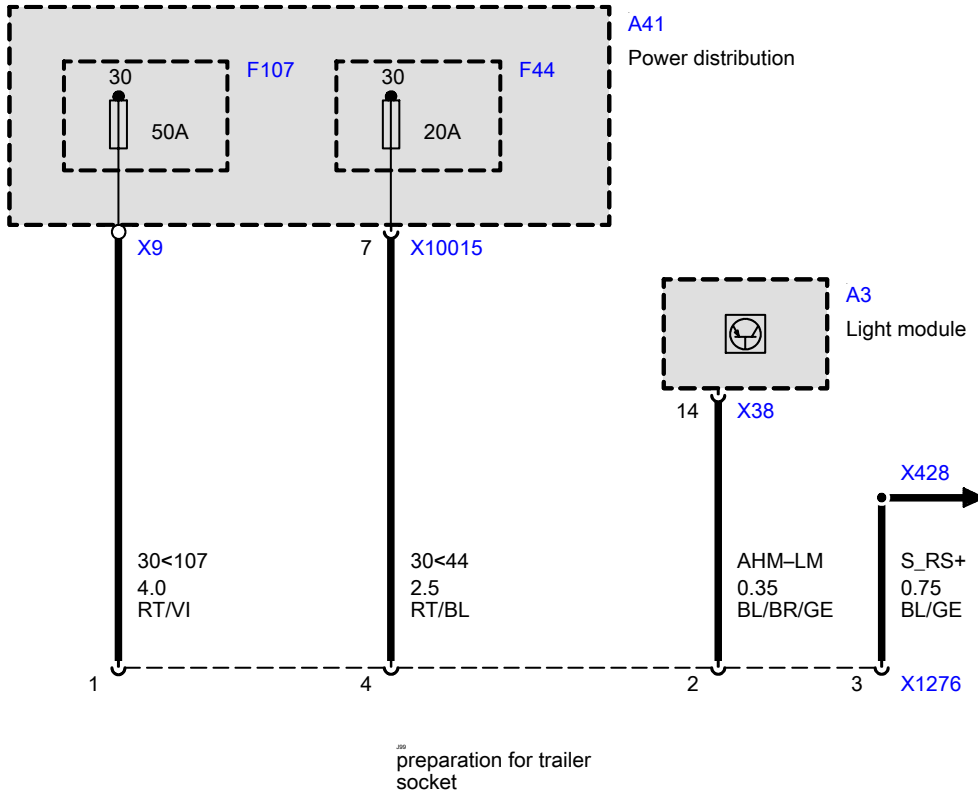 A41
Power distribution
30
F107
30
F44
50A
20A
X9
7
X10015
A3
Light module
14
X38
X428
30<107
4.0
RT/VI
30<44
2.5
RT/BL
AHM–LM
0.35
BL/BR/GE
S_RS+
0.75
BL/GE
1
4
2
3
X1276
J99
preparation for trailer
socket